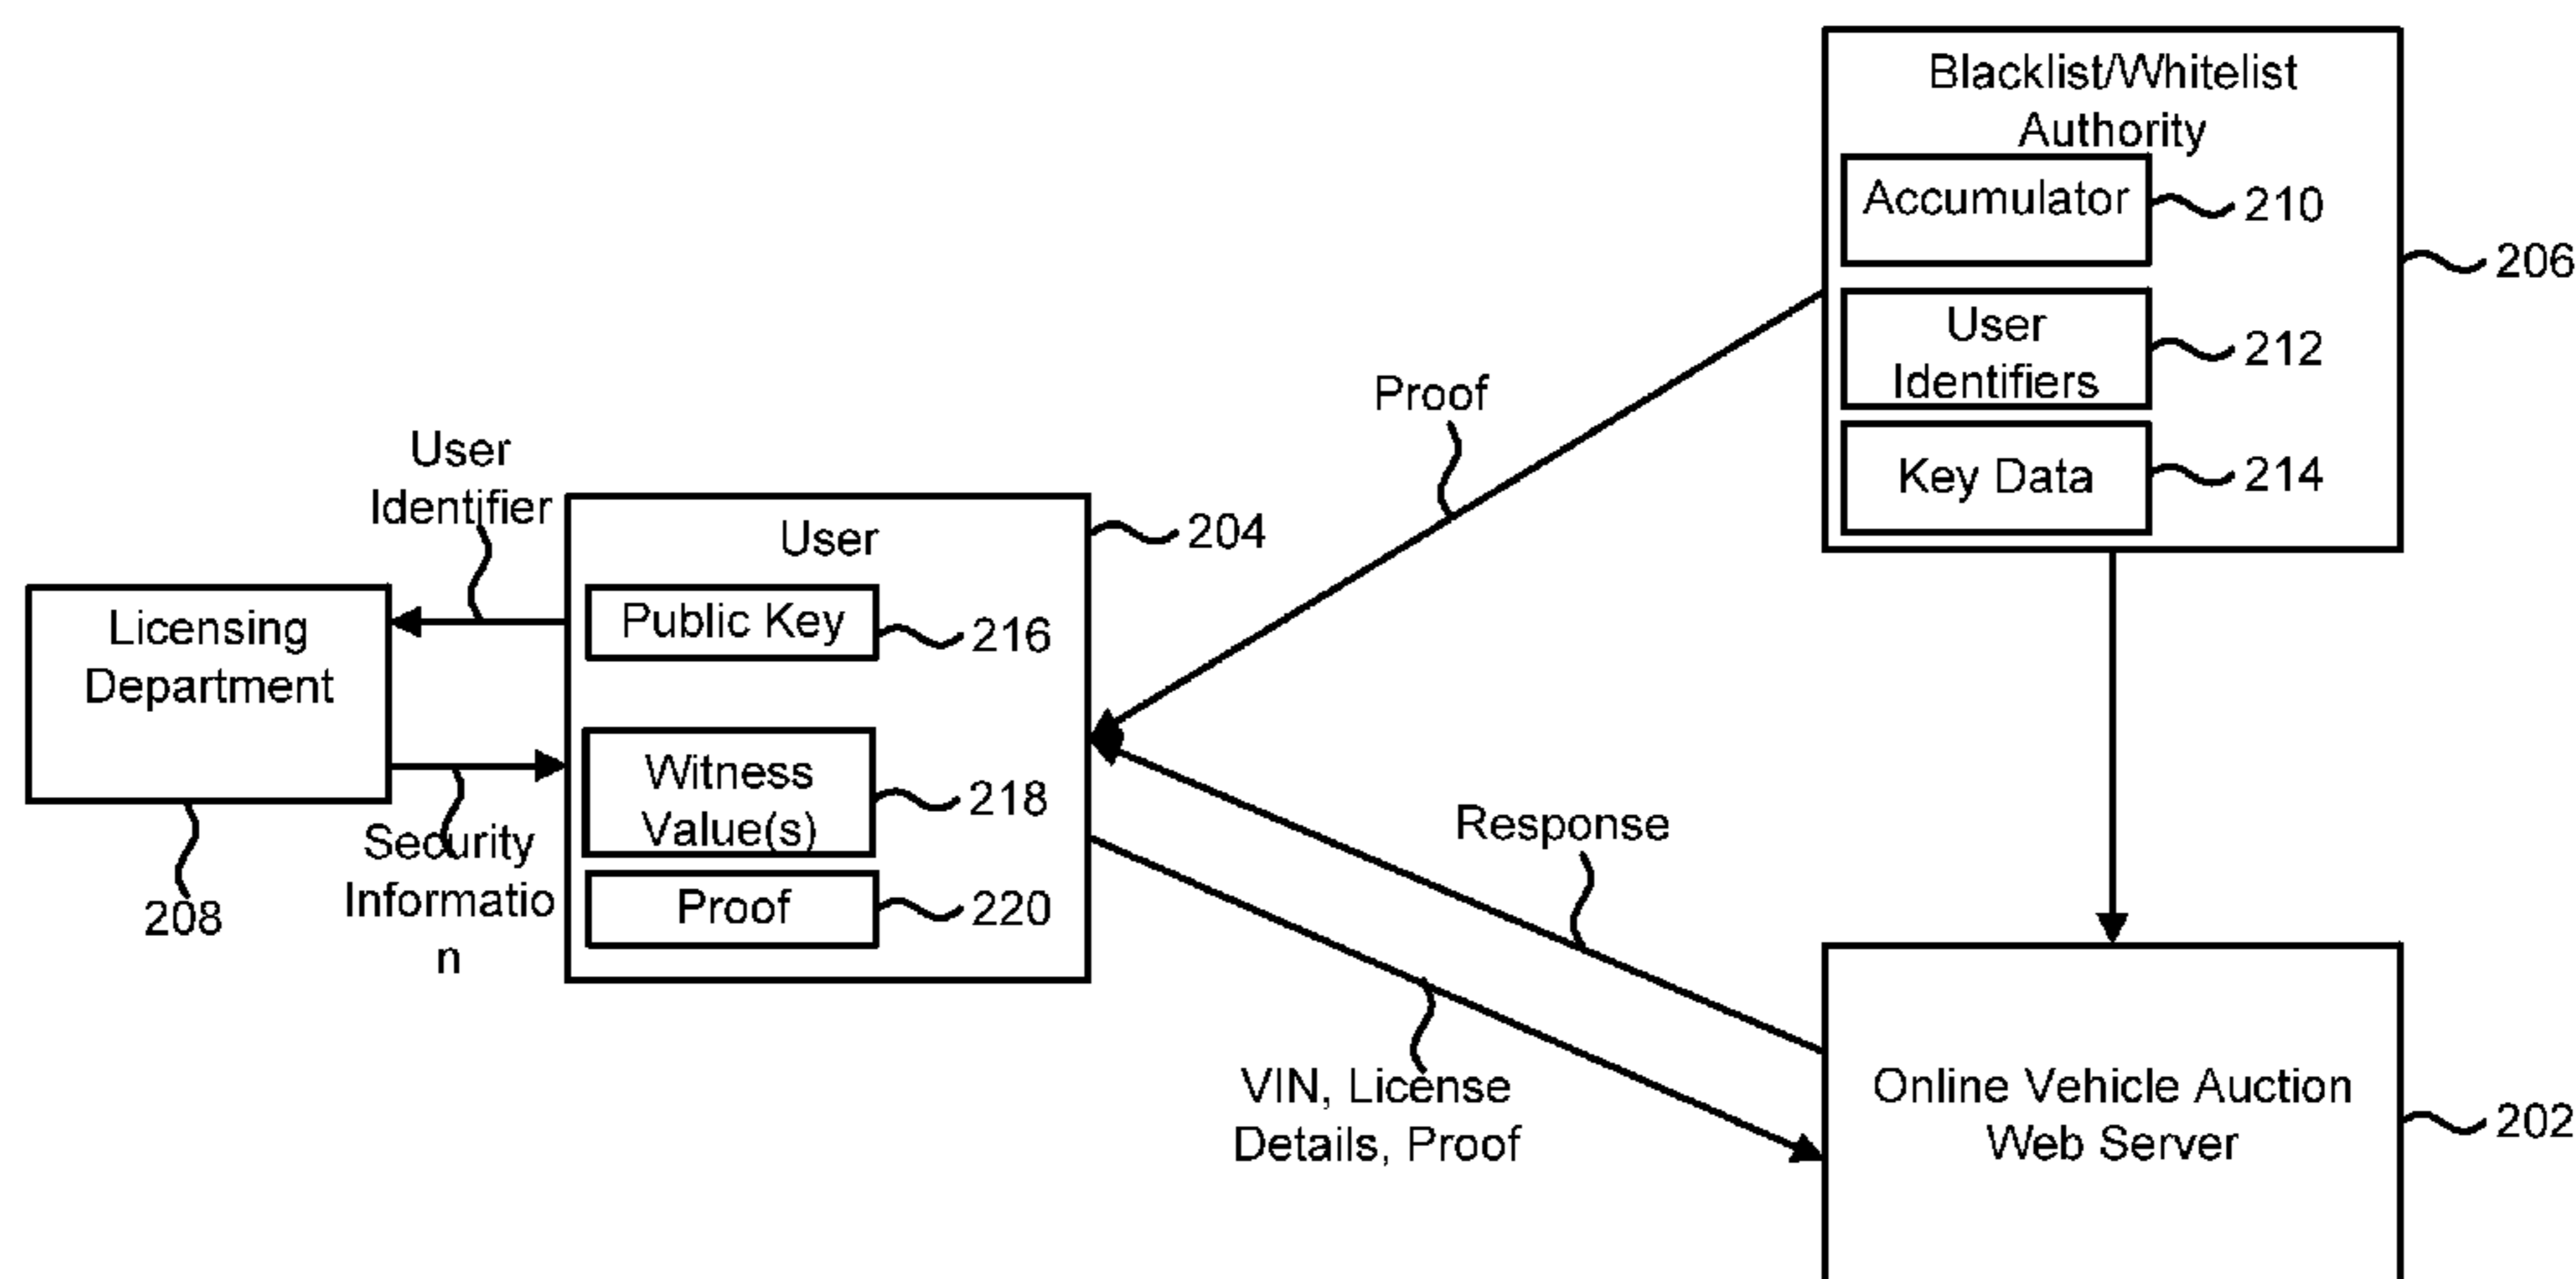 Blacklist/Whitelist
Authority
Accumulator
210
206
User
Identifiers
212
Key Data
214
Proof
User
Identifier
User
204
Public Key
216
Licensing
Department
208
Security
Informatio
n
Witness
Value(s)
218
Proof
220
Response
VIN, License
Details, Proof
Online Vehicle Auction
Web Server
202